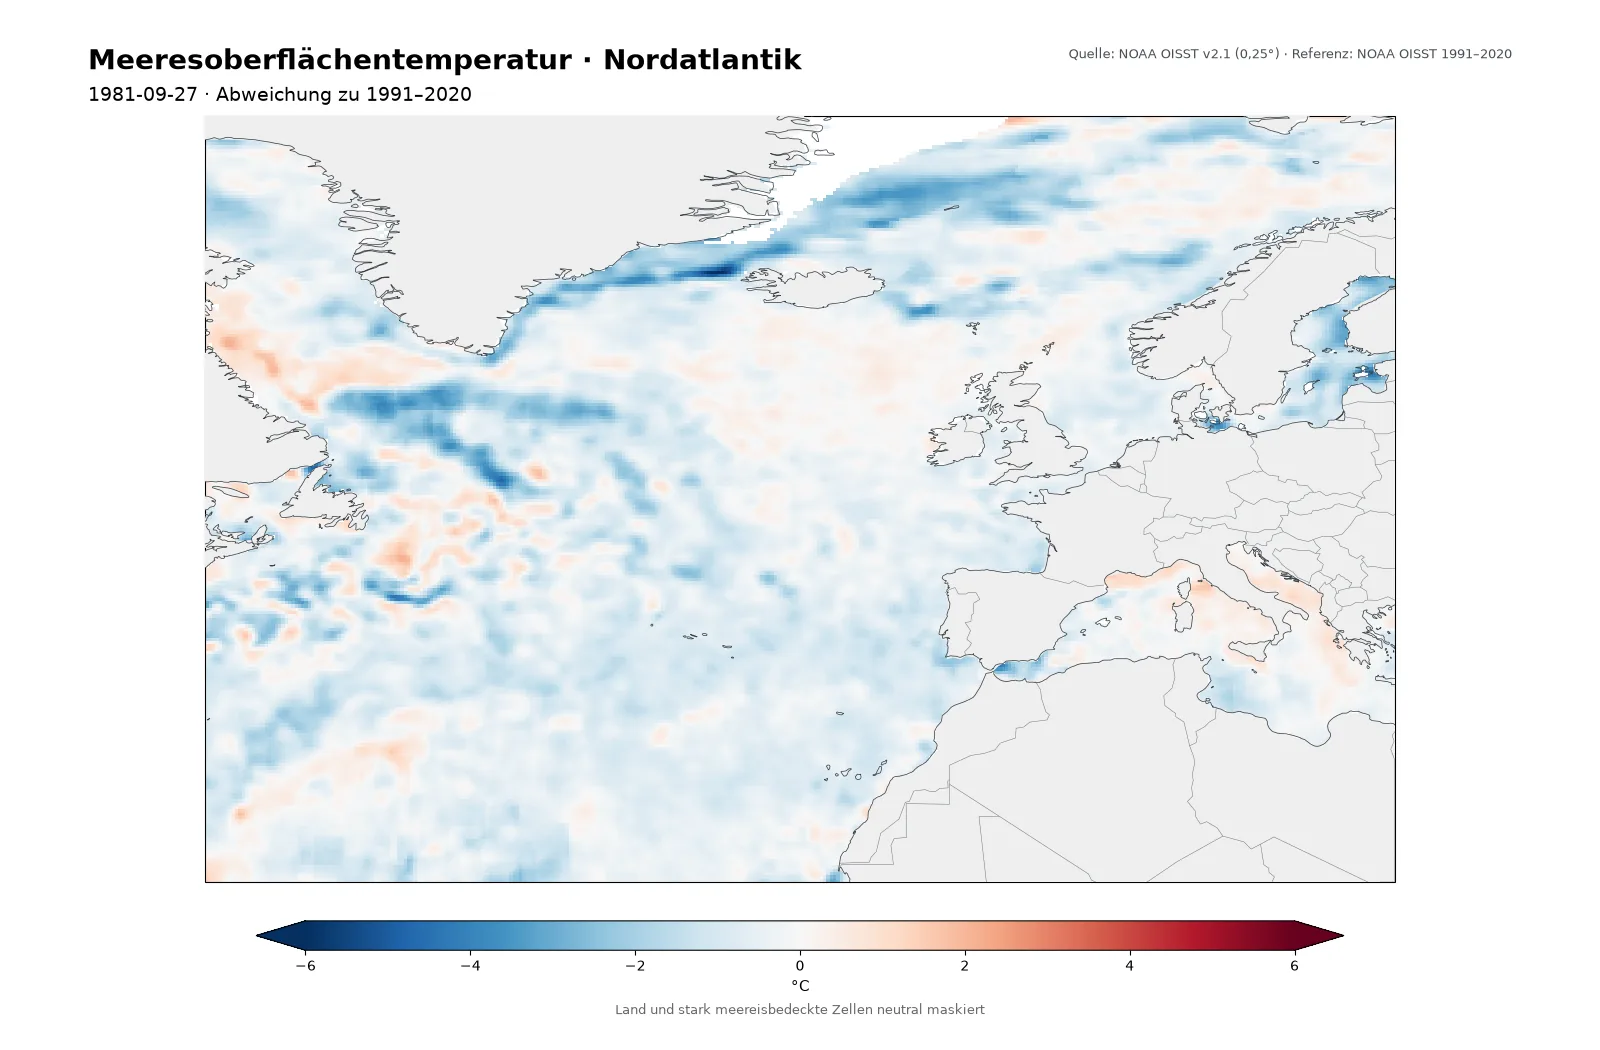 Meeresoberflächentemperatur · Nordatlantik
Quelle: NOAA OISST v2.1 (0,25°) · Referenz: NOAA OISST 1991–2020
1981-09-27 · Abweichung zu 1991–2020
−6 −4 −2 0 2 4 6
°C
Land und stark meereisbedeckte Zellen neutral maskiert